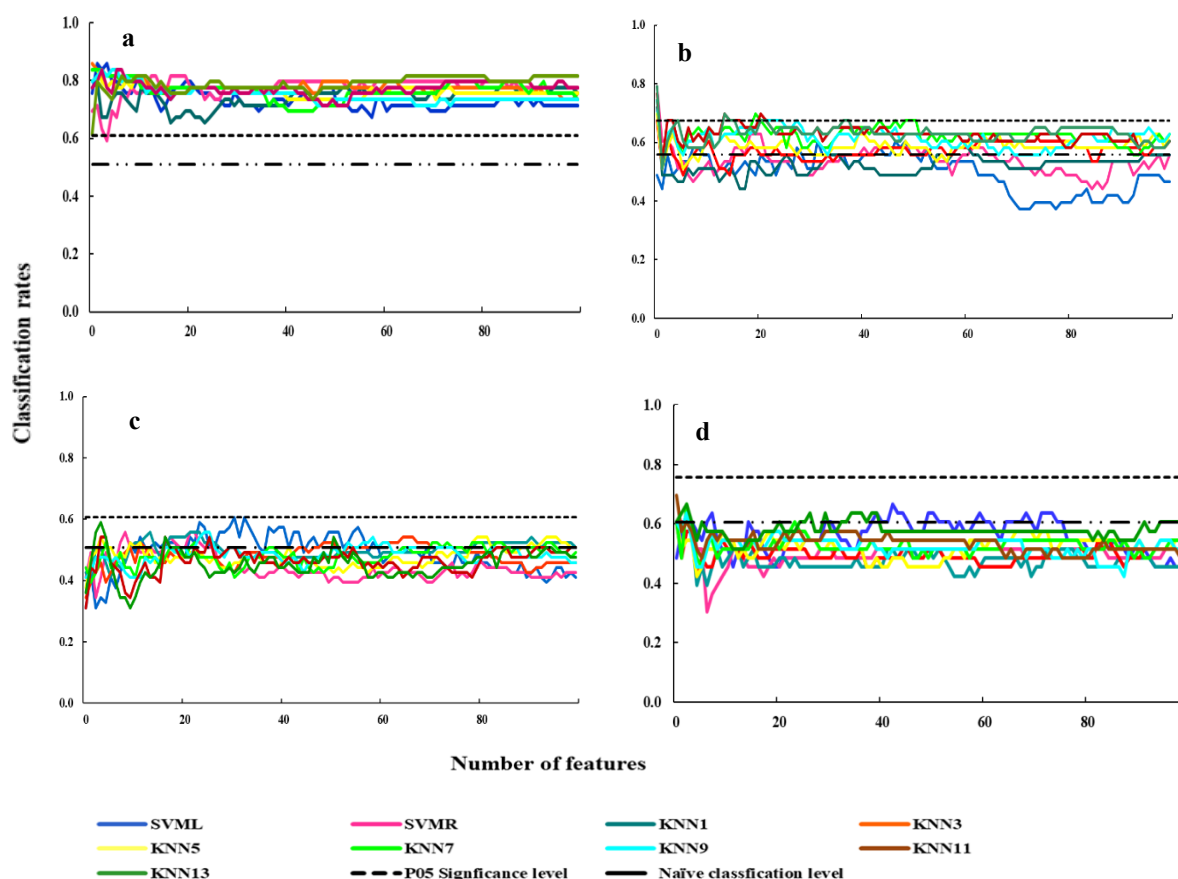 Classification rates
a
1.0
0.8
0.6
0.4
0.2
0.0
0 20 40 60 80
b
1.0
0.8
0.6
0.4
0.2
0.0
0 20 40 60 80
c
1.0
0.8
0.6
0.4
0.2
0.0
0 20 40 60 80
d
1.0
0.8
0.6
0.4
0.2
0.0
0 20 40 60 80
Number of features
SVML SVMR KNN1 KNN3
KNN5 KNN7 KNN9 KNN11
KNN13 P05 Signficance level Naïve classfication level